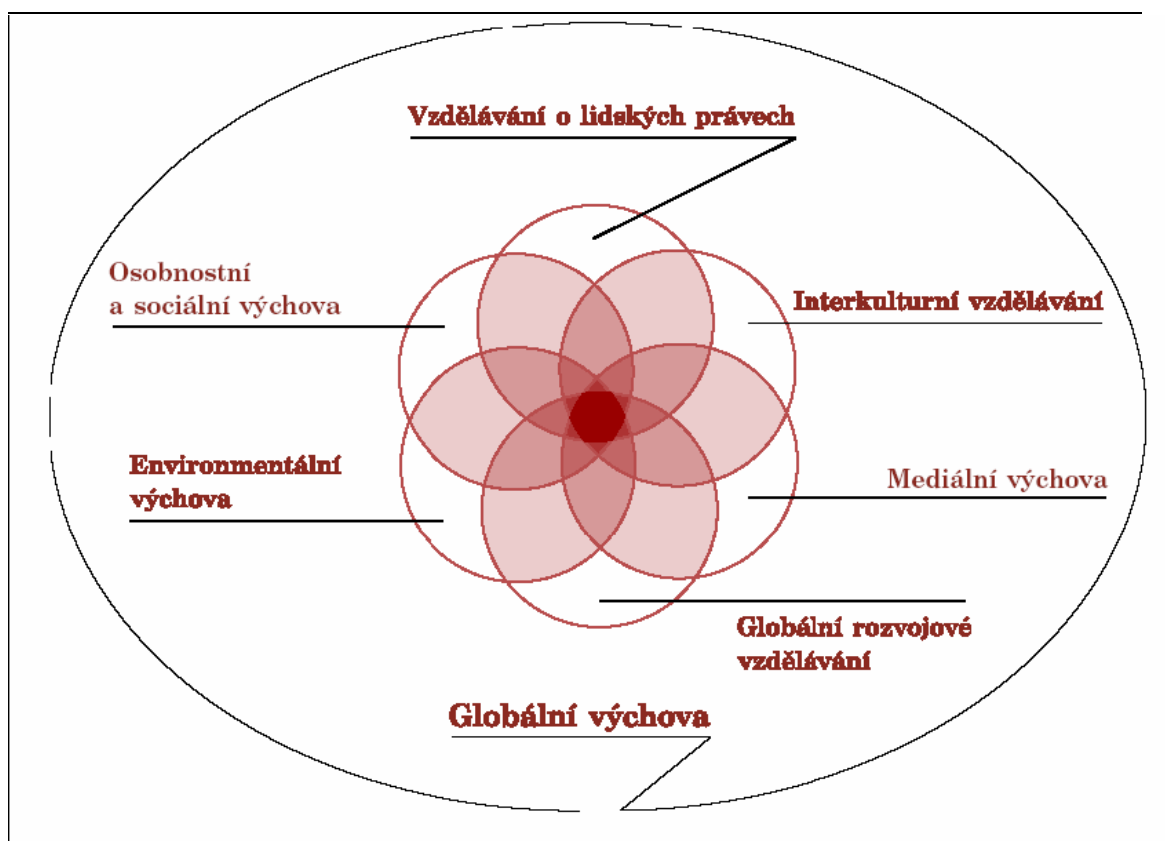 Vzdělávání o lidských právech
Osobnostní
a sociální výchova
Interkulturní vzdělávání
Environmentální
výchova
Mediální výchova
Globální rozvojové
vzdělávání
Globální výchova